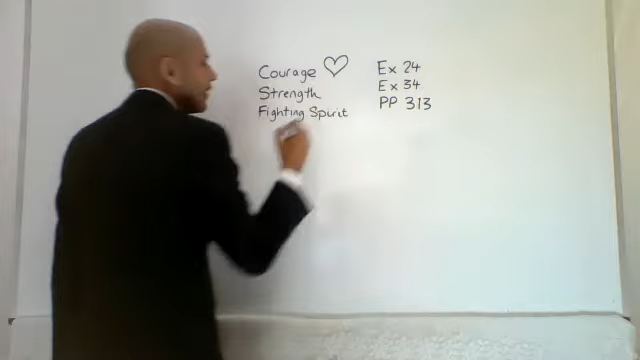 Courage ♡ Ex 24
Strength Ex 34
Fighting Spirit PP 313